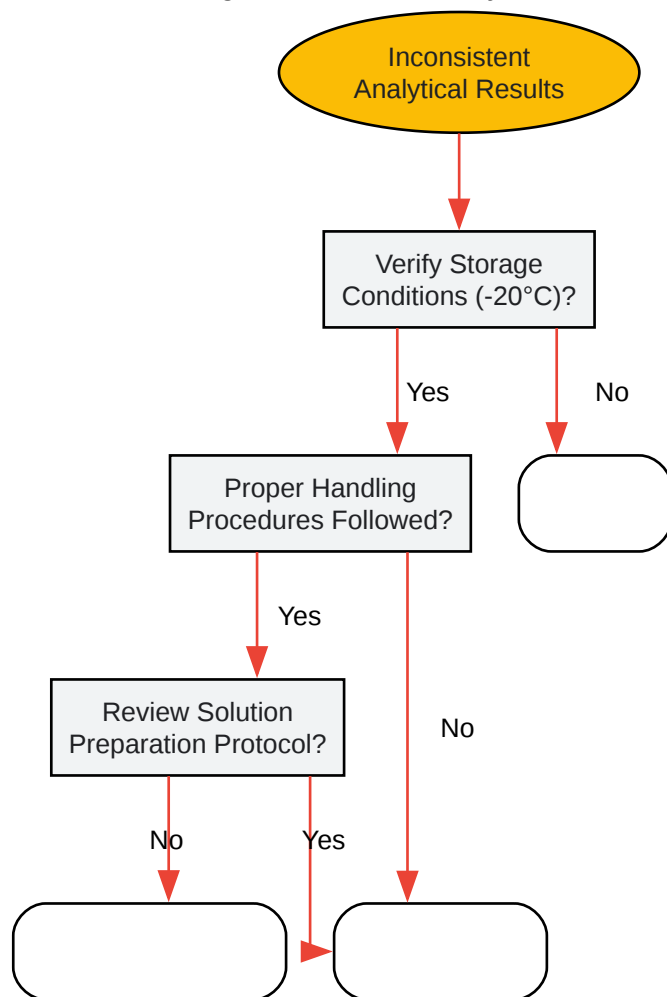 Inconsistent
Analytical Results
Verify Storage
Conditions (-20°C)?
Yes
No
Proper Handling
Procedures Followed?
Yes
No
Review Solution
Preparation Protocol?
No
Yes